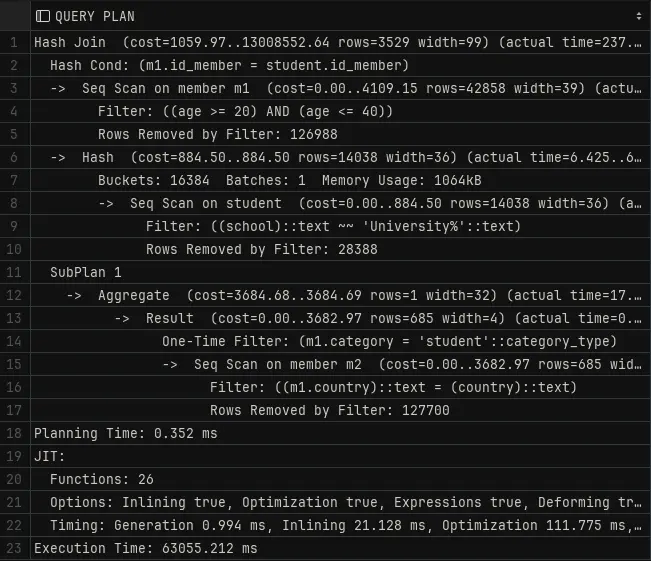 QUERY PLAN
1 Hash Join  (cost=1059.97..13008552.64 rows=3529 width=99) (actual time=237.…
2   Hash Cond: (m1.id_member = student.id_member)
3   ->  Seq Scan on member m1  (cost=0.00..4109.15 rows=42858 width=39) (actu…
4         Filter: ((age >= 20) AND (age <= 40))
5         Rows Removed by Filter: 126988
6   ->  Hash  (cost=884.50..884.50 rows=14038 width=36) (actual time=6.425..6…
7         Buckets: 16384  Batches: 1  Memory Usage: 1064kB
8         ->  Seq Scan on student  (cost=0.00..884.50 rows=14038 width=36) (a…
9               Filter: ((school)::text ~~ 'University%'::text)
10               Rows Removed by Filter: 28388
11   SubPlan 1
12     ->  Aggregate  (cost=3684.68..3684.69 rows=1 width=32) (actual time=17.…
13           ->  Result  (cost=0.00..3682.97 rows=685 width=4) (actual time=0.…
14                 One-Time Filter: (m1.category = 'student'::category_type)
15                 ->  Seq Scan on member m2  (cost=0.00..3682.97 rows=685 wid…
16                       Filter: ((m1.country)::text = (country)::text)
17                       Rows Removed by Filter: 127700
18 Planning Time: 0.352 ms
19 JIT:
20   Functions: 26
21   Options: Inlining true, Optimization true, Expressions true, Deforming tr…
22   Timing: Generation 0.994 ms, Inlining 21.128 ms, Optimization 111.775 ms,…
23 Execution Time: 63055.212 ms